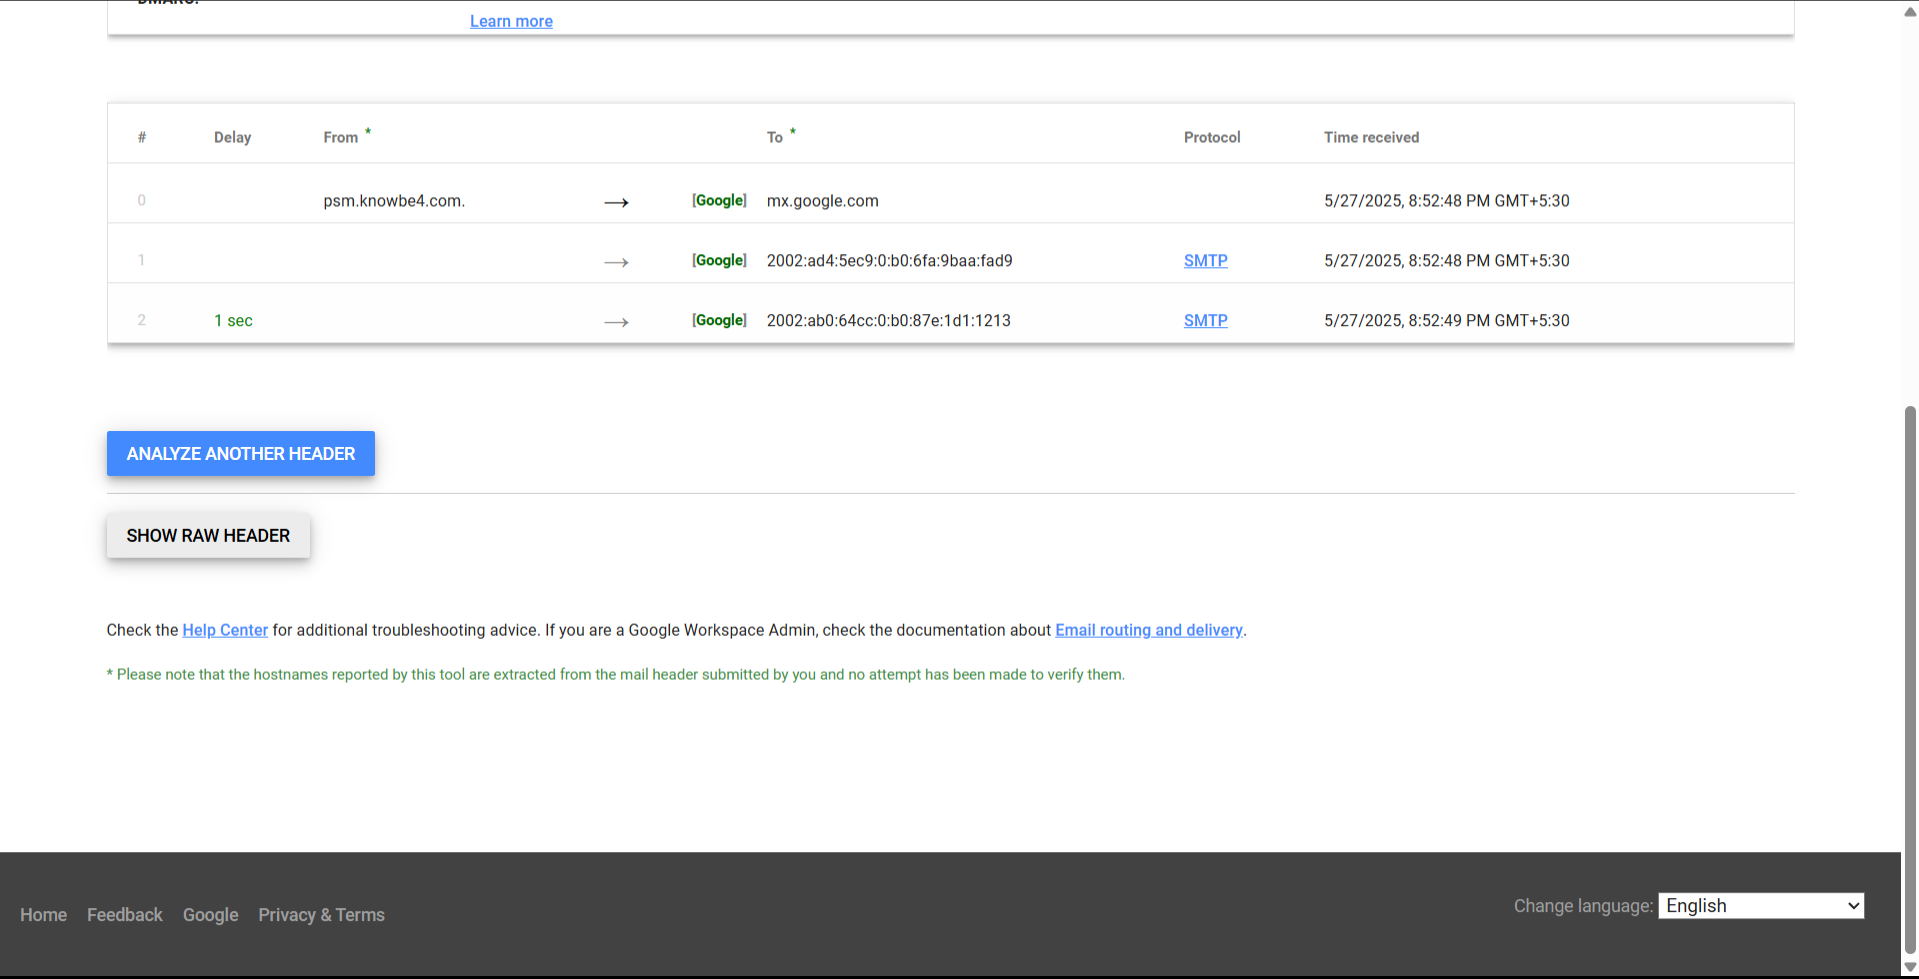 DMARC:
Learn more
# Delay From * To * Protocol Time received
0 psm.knowbe4.com. → [Google] mx.google.com 5/27/2025, 8:52:48 PM GMT+5:30
1 → [Google] 2002:ad4:5ec9:0:b0:6fa:9baa:fad9 SMTP 5/27/2025, 8:52:48 PM GMT+5:30
2 1 sec → [Google] 2002:ab0:64cc:0:b0:87e:1d1:1213 SMTP 5/27/2025, 8:52:49 PM GMT+5:30
ANALYZE ANOTHER HEADER
SHOW RAW HEADER
Check the Help Center for additional troubleshooting advice. If you are a Google Workspace Admin, check the documentation about Email routing and delivery.
* Please note that the hostnames reported by this tool are extracted from the mail header submitted by you and no attempt has been made to verify them.
Home Feedback Google Privacy & Terms
Change language: English